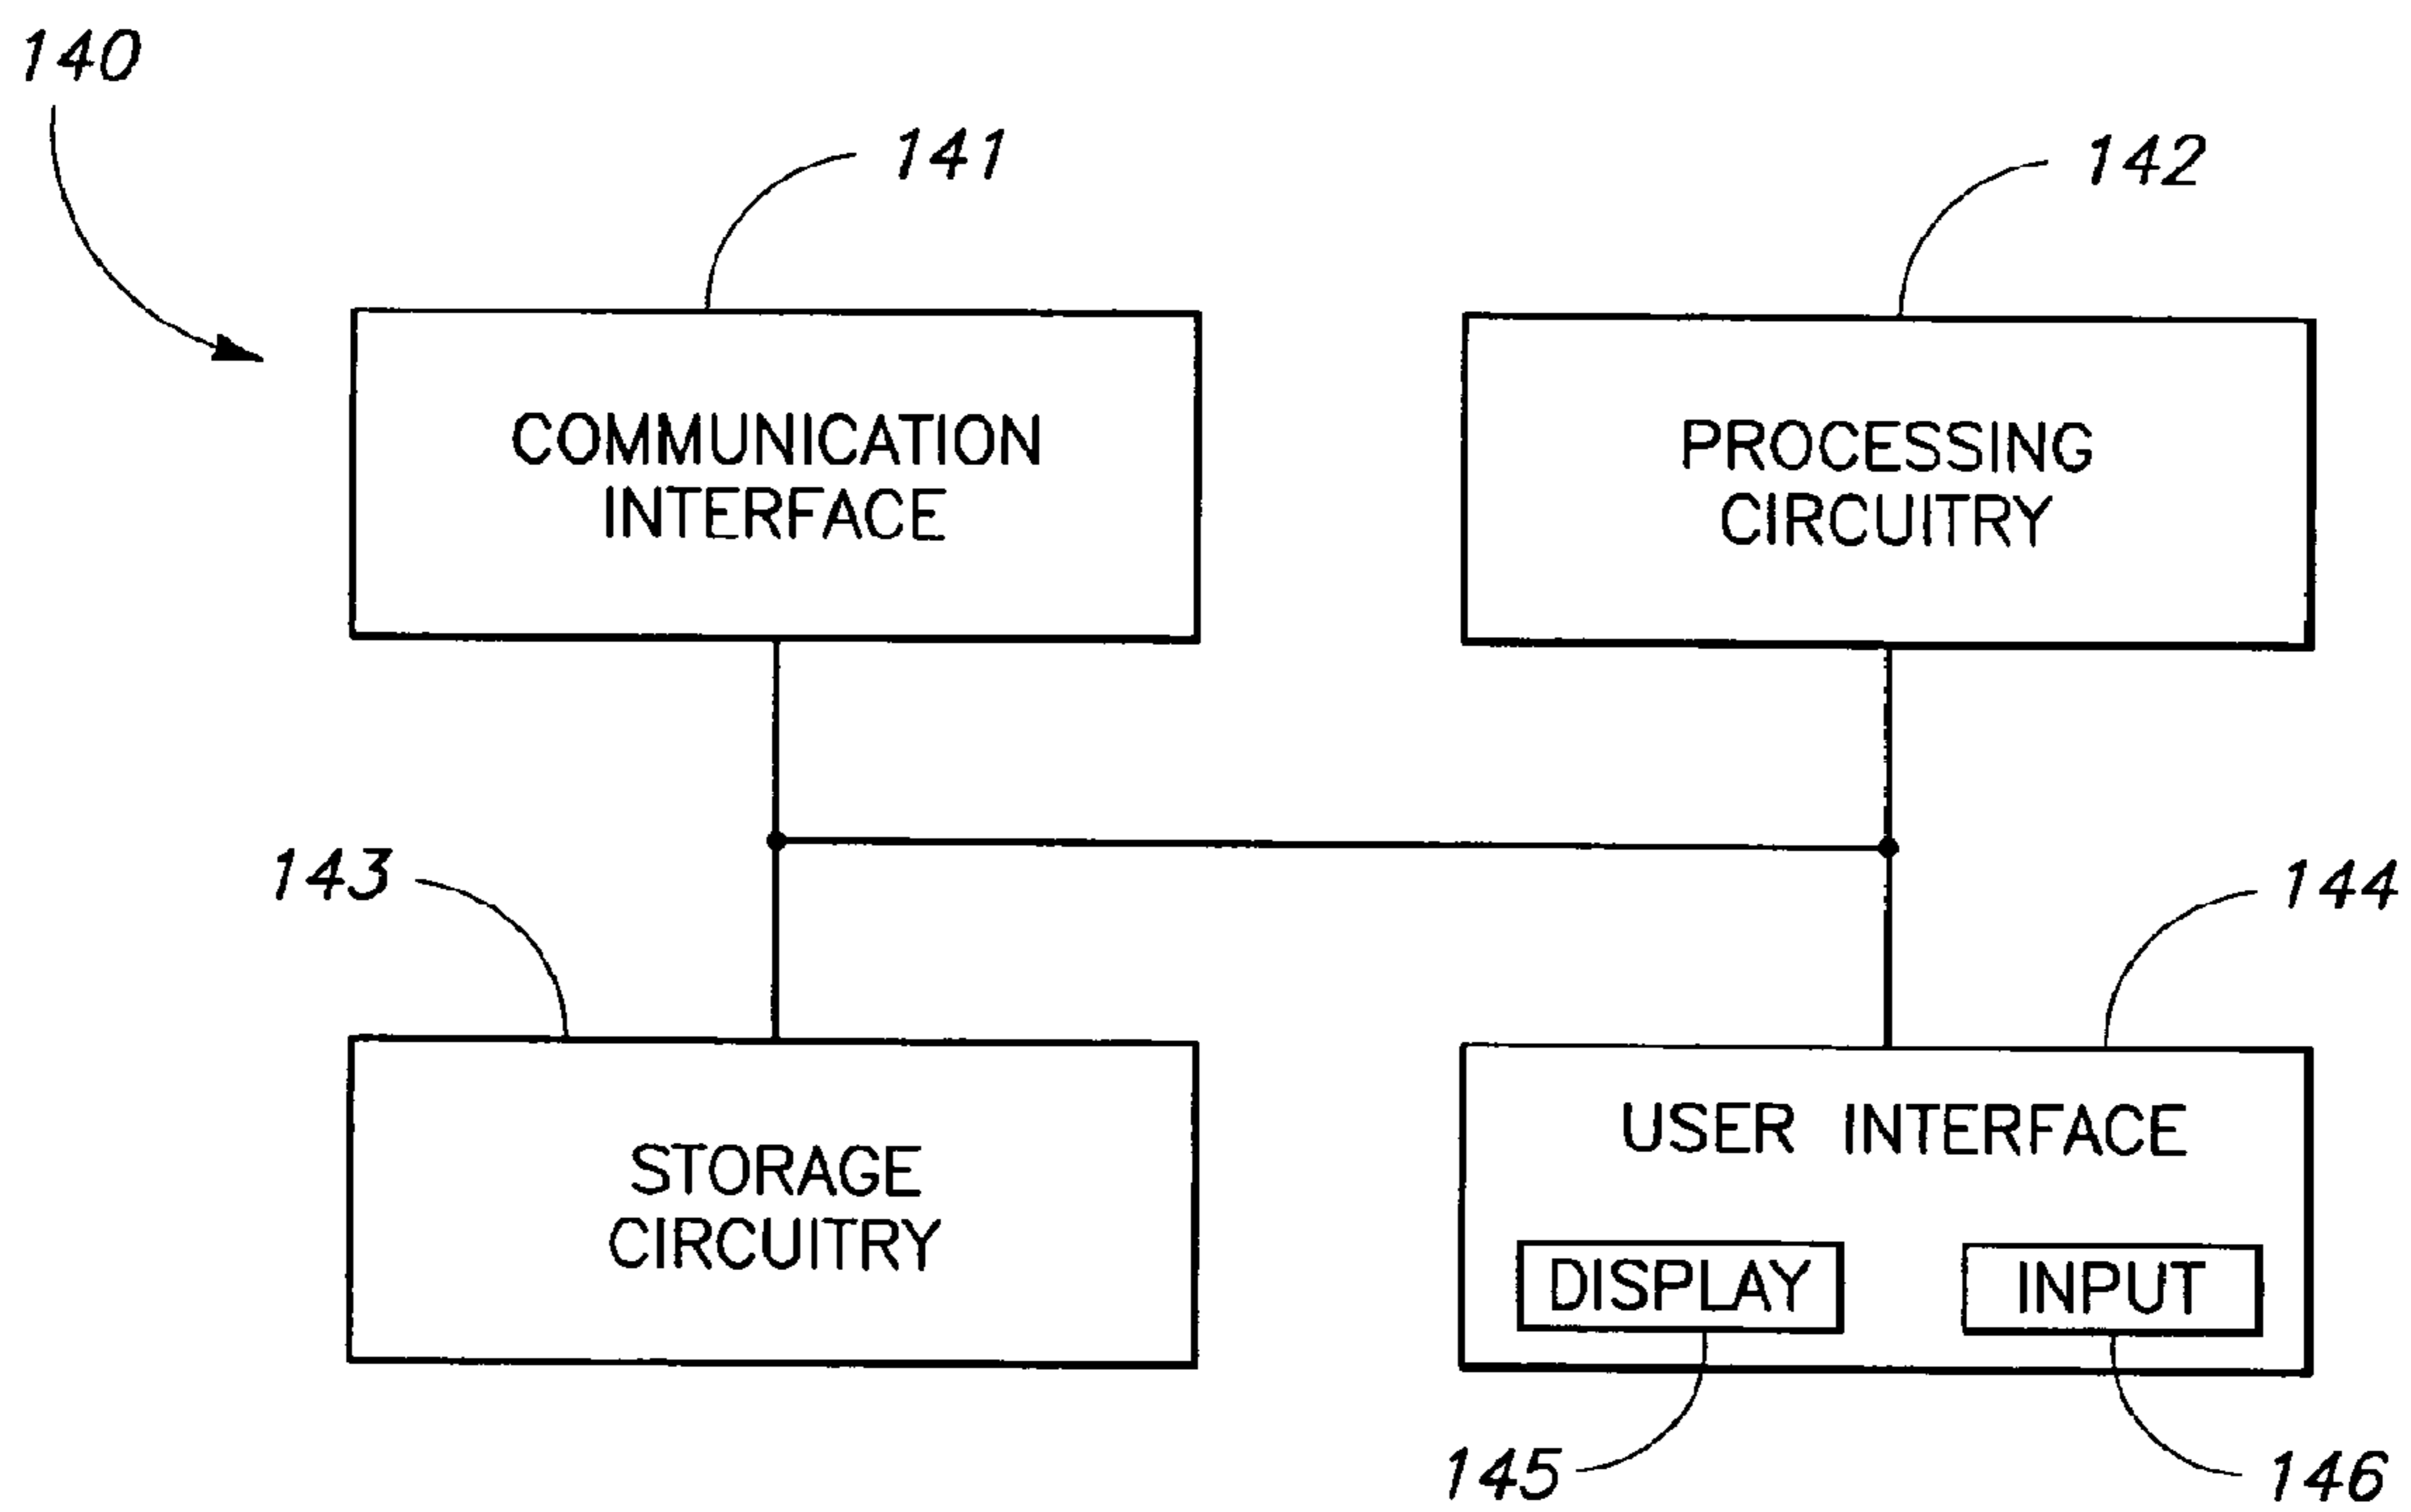 140
141
142
COMMUNICATION
INTERFACE
PROCESSING
CIRCUITRY
143
144
STORAGE
CIRCUITRY
USER INTERFACE
DISPLAY
INPUT
145
146